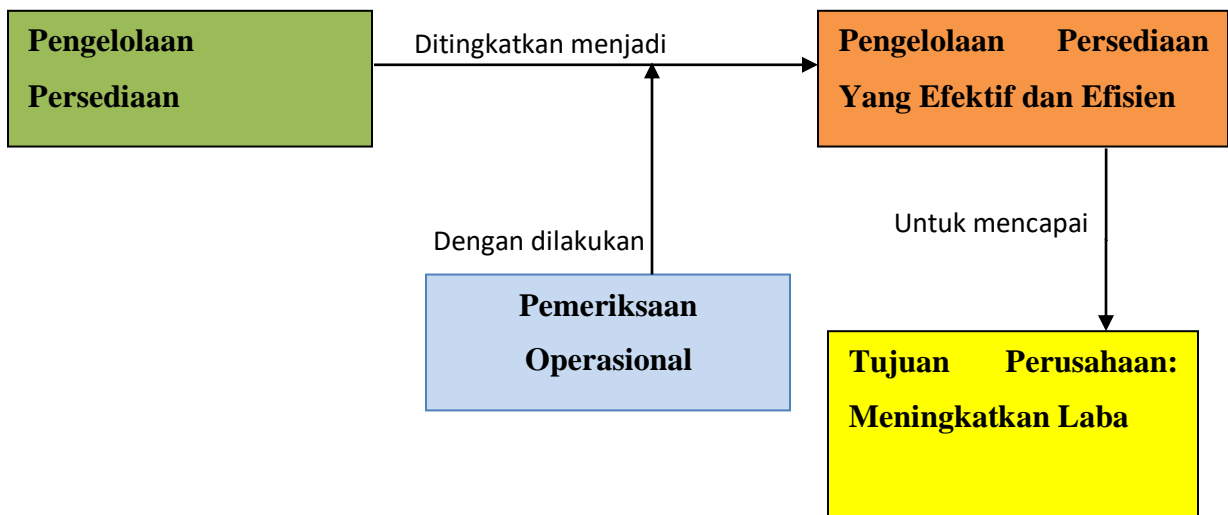 Pengelolaan
Persediaan
Ditingkatkan menjadi
Pengelolaan Persediaan
Yang Efektif dan Efisien
Dengan dilakukan
Untuk mencapai
Pemeriksaan
Operasional
Tujuan Perusahaan:
Meningkatkan Laba